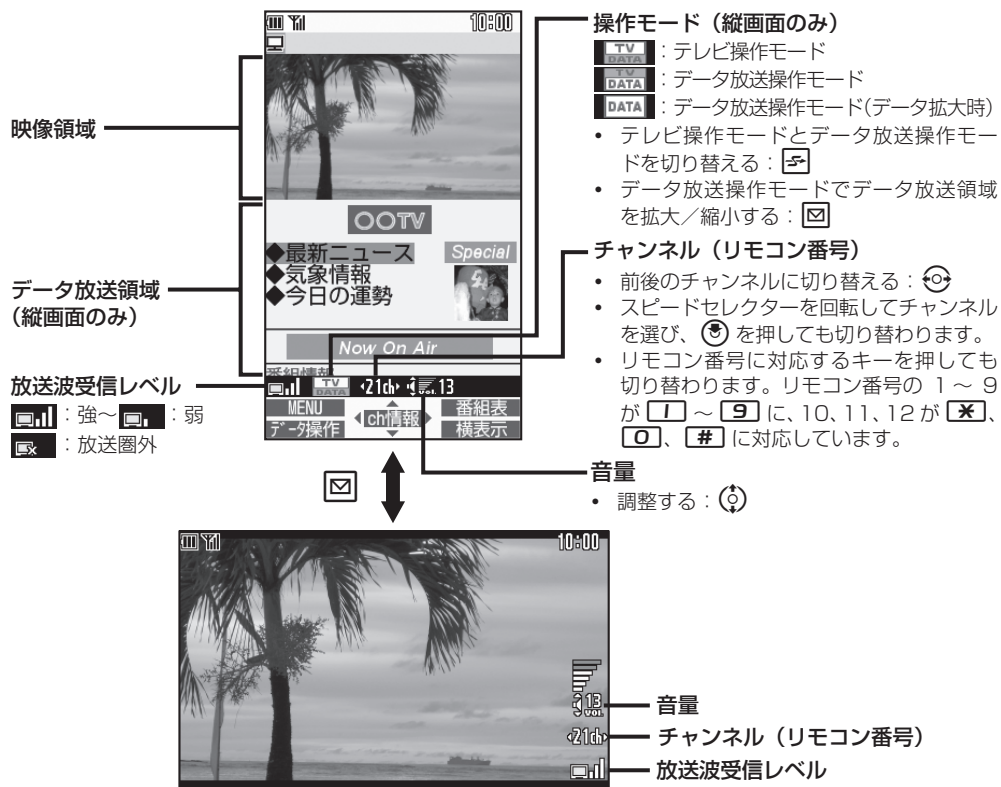 10:00
映像領域
データ放送領域
(縦画面のみ)
放送波受信レベル
:強～ :弱
:放送圏外
○○TV
◆最新ニュース
Special
◆気象情報
◆今日の運勢
Now On Air
番組情報
TV DATA 21ch 13
MENU ch情報 番組表
データ操作 横表示
操作モード(縦画面のみ)
TV DATA:テレビ操作モード
TV DATA:データ放送操作モード
DATA:データ放送操作モード(データ拡大時)
• テレビ操作モードとデータ放送操作モー
ドを切り替える:
• データ放送操作モードでデータ放送領域
を拡大/縮小する:
チャンネル(リモコン番号)
• 前後のチャンネルに切り替える:
• スピードセレクターを回転してチャンネル
を選び、 を押しても切り替わります。
• リモコン番号に対応するキーを押しても
切り替わります。リモコン番号の 1～ 9
が 1 ～ 9 に、10、11、12 が *、
0、# に対応しています。
音量
• 調整する:
10:00
13
VOL
21ch
音量
チャンネル(リモコン番号)
放送波受信レベル